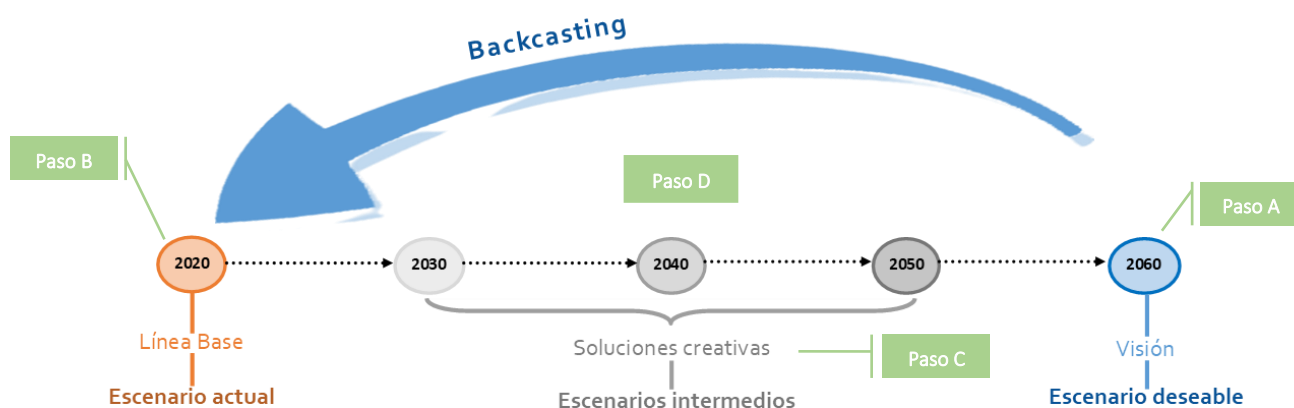 Backcasting
Paso B
Paso D
Paso A
2020
2030
2040
2050
2060
Línea Base
Soluciones creativas
Paso C
Visión
Escenario actual
Escenarios intermedios
Escenario deseable